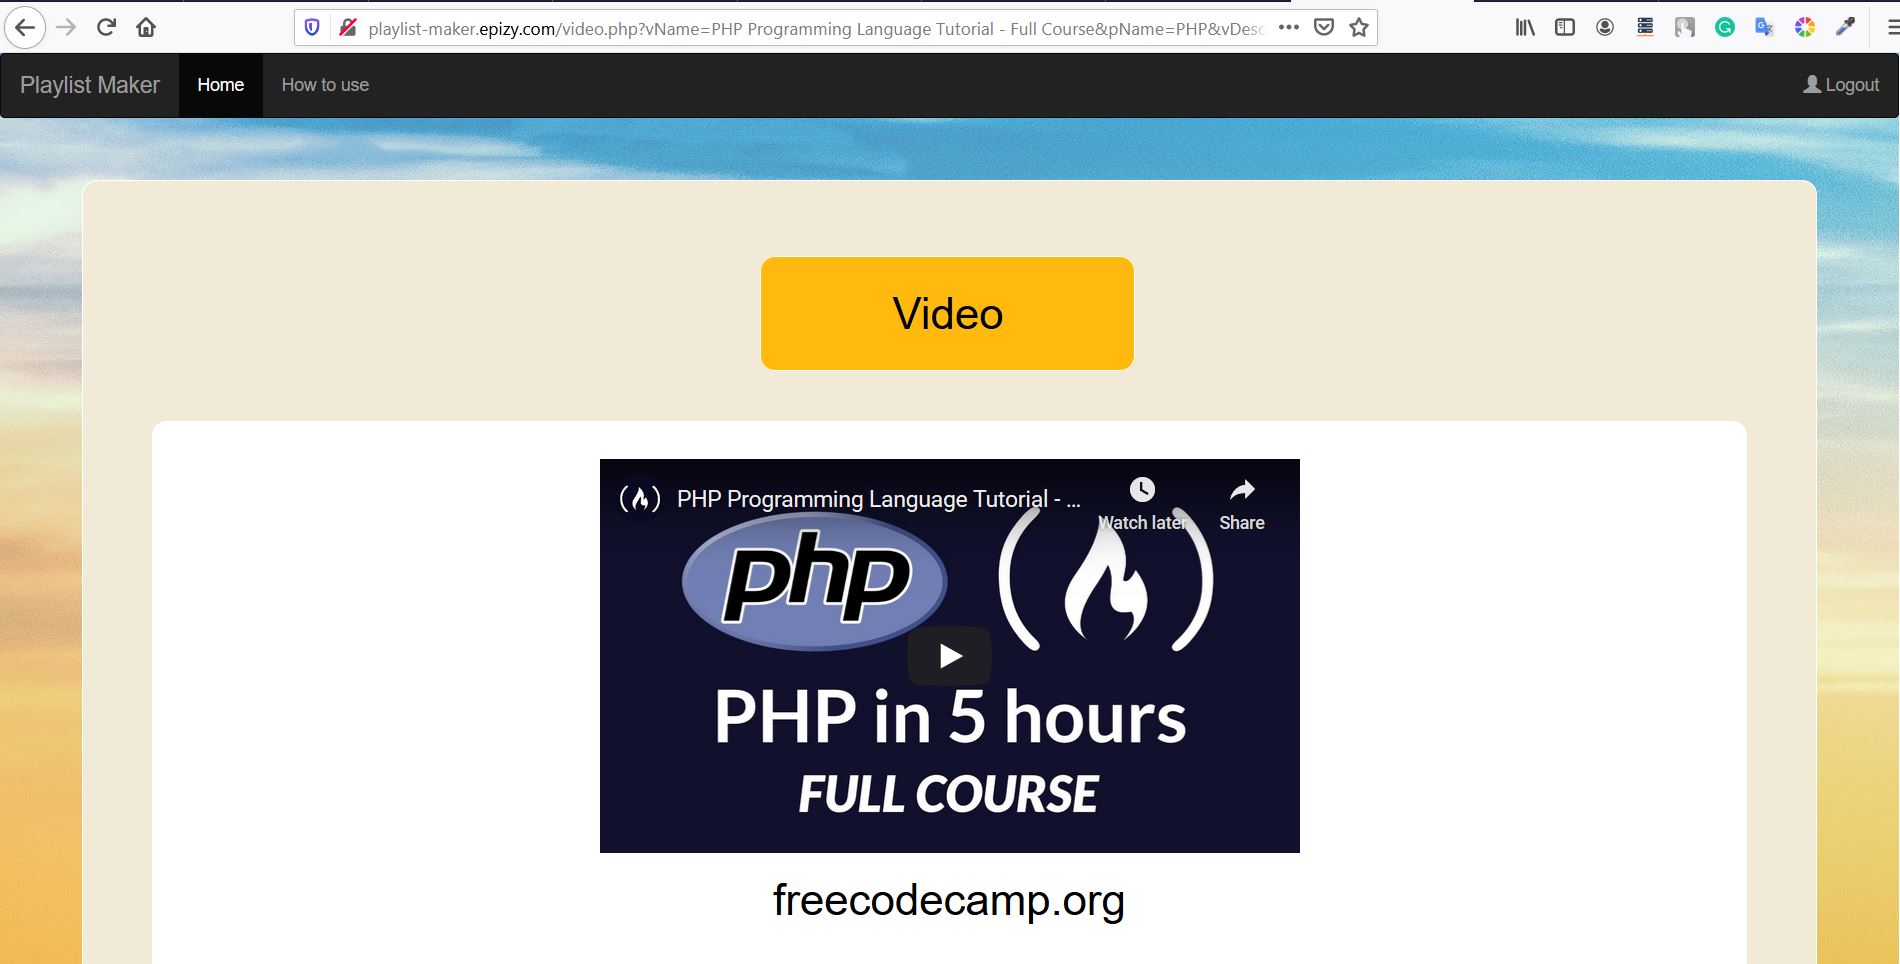 playlist-maker.epizy.com/video.php?vName=PHP Programming Language Tutorial - Full Course&pName=PHP&vDesc
Playlist Maker
Home
How to use
Logout
Video
PHP Programming Language Tutorial - ...
Watch later
Share
php
PHP in 5 hours
FULL COURSE
freecodecamp.org